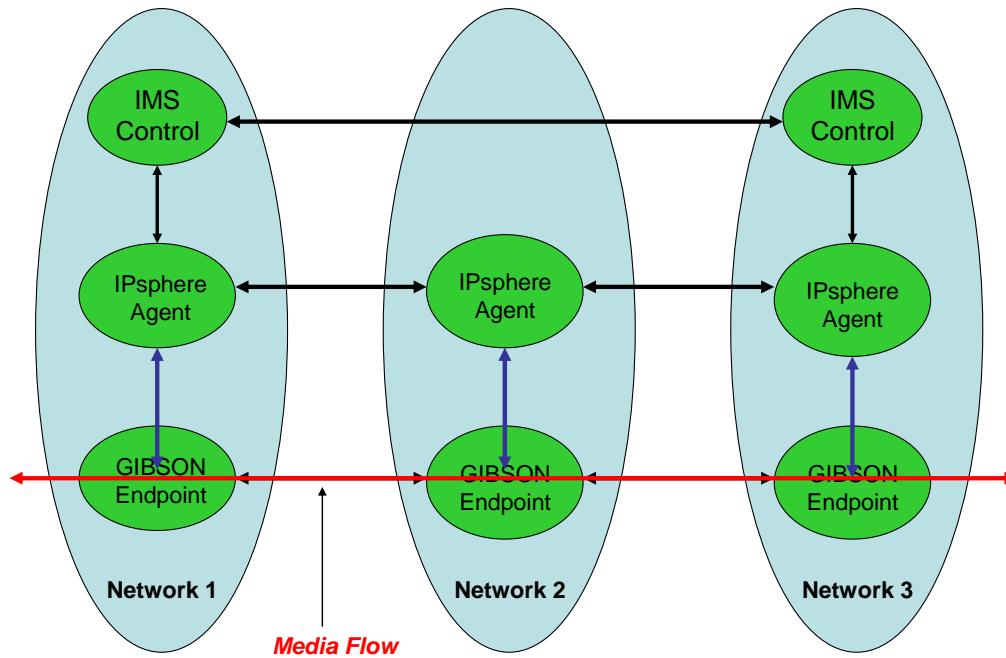 IMS
Control
IMS
Control
IPsphere
Agent
IPsphere
Agent
IPsphere
Agent
GIBSON
Endpoint
GIBSON
Endpoint
GIBSON
Endpoint
Network 1
Network 2
Network 3
Media Flow